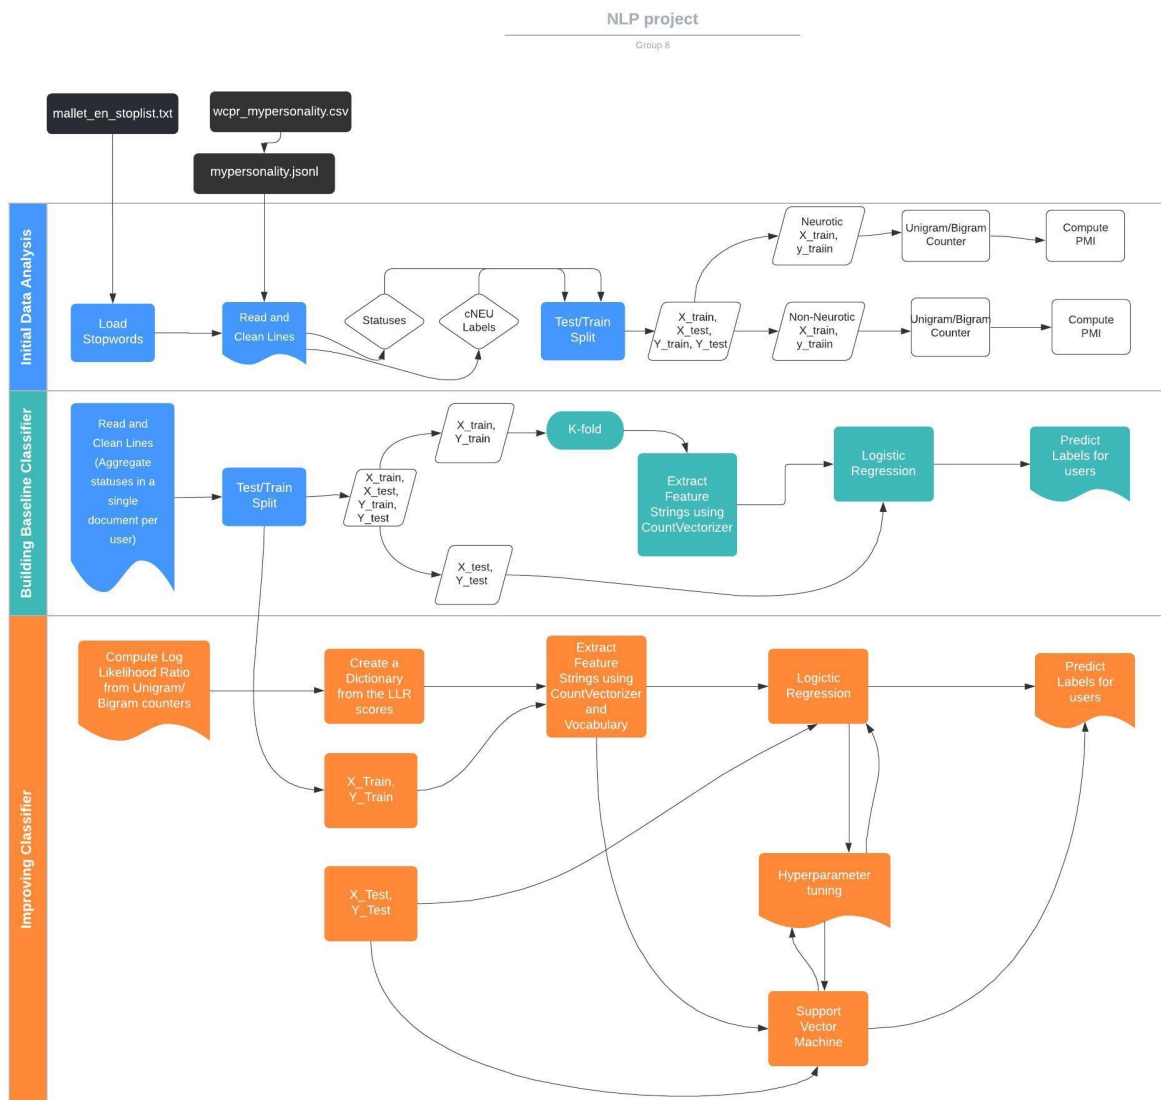 NLP project
Group 8
mallet_en_stoplist.txt
wcpr_mypersonality.csv
mypersonality.jsonl
Initial Data Analysis
Load
Stopwords
Read and
Clean Lines
Statuses
cNEU
Labels
Test/Train
Split
X_train,
X_test,
Y_train, Y_test
Neurotic
X_train,
y_traiin
Unigram/Bigram
Counter
Compute
PMI
Non-Neurotic
X_train,
y_traiin
Unigram/Bigram
Counter
Compute
PMI
Building Baseline Classifier
Read and
Clean Lines
(Aggregate
statuses in a
single
document per
user)
Test/Train
Split
X_train,
X_test,
Y_train,
Y_test
X_train,
Y_train
X_test,
Y_test
K-fold
Extract
Feature
Strings using
CountVectorizer
Logistic
Regression
Predict
Labels for
users
Improving Classifier
Compute Log
Likelihood Ratio
from Unigram/
Bigram counters
Create a
Dictionary
from the LLR
scores
Extract
Feature
Strings using
CountVectorizer
and
Vocabulary
Logictic
Regression
Predict
Labels for
users
X_Train,
Y_Train
X_Test,
Y_Test
Hyperparameter
tuning
Support
Vector
Machine